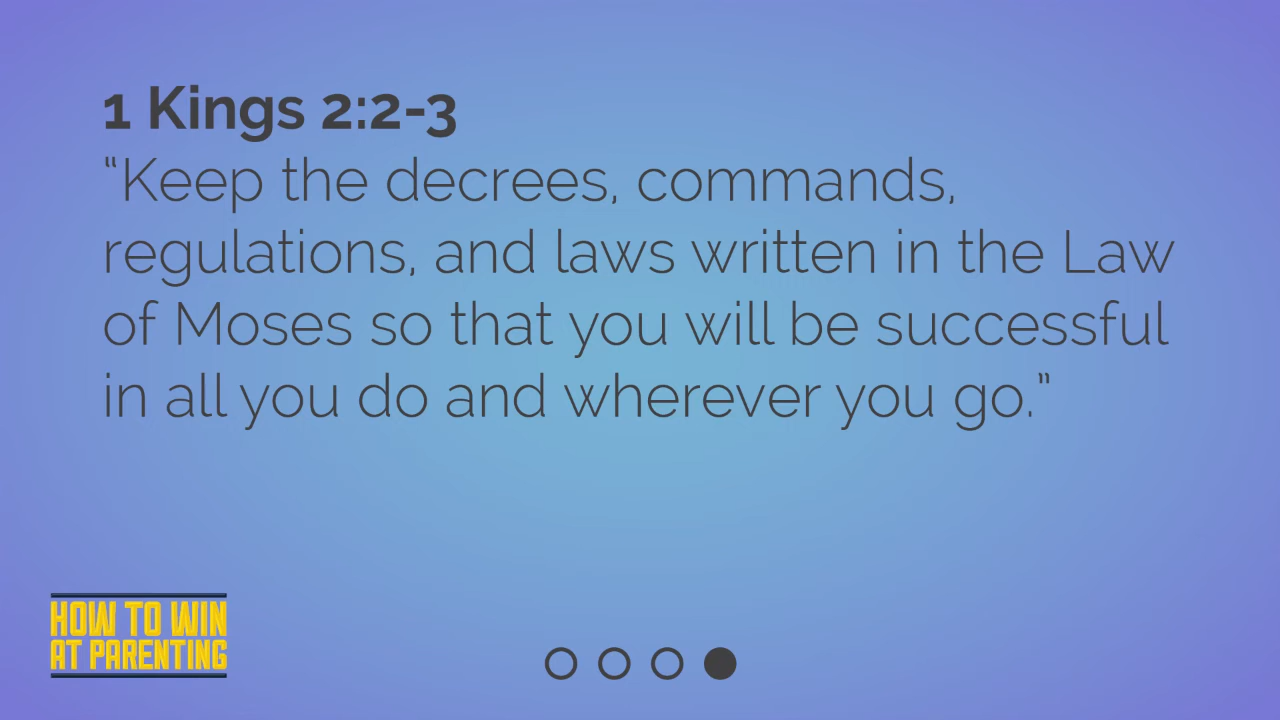 1 Kings 2:2-3
“Keep the decrees, commands,
regulations, and laws written in the Law
of Moses so that you will be successful
in all you do and wherever you go.”
HOW TO WIN
AT PARENTING